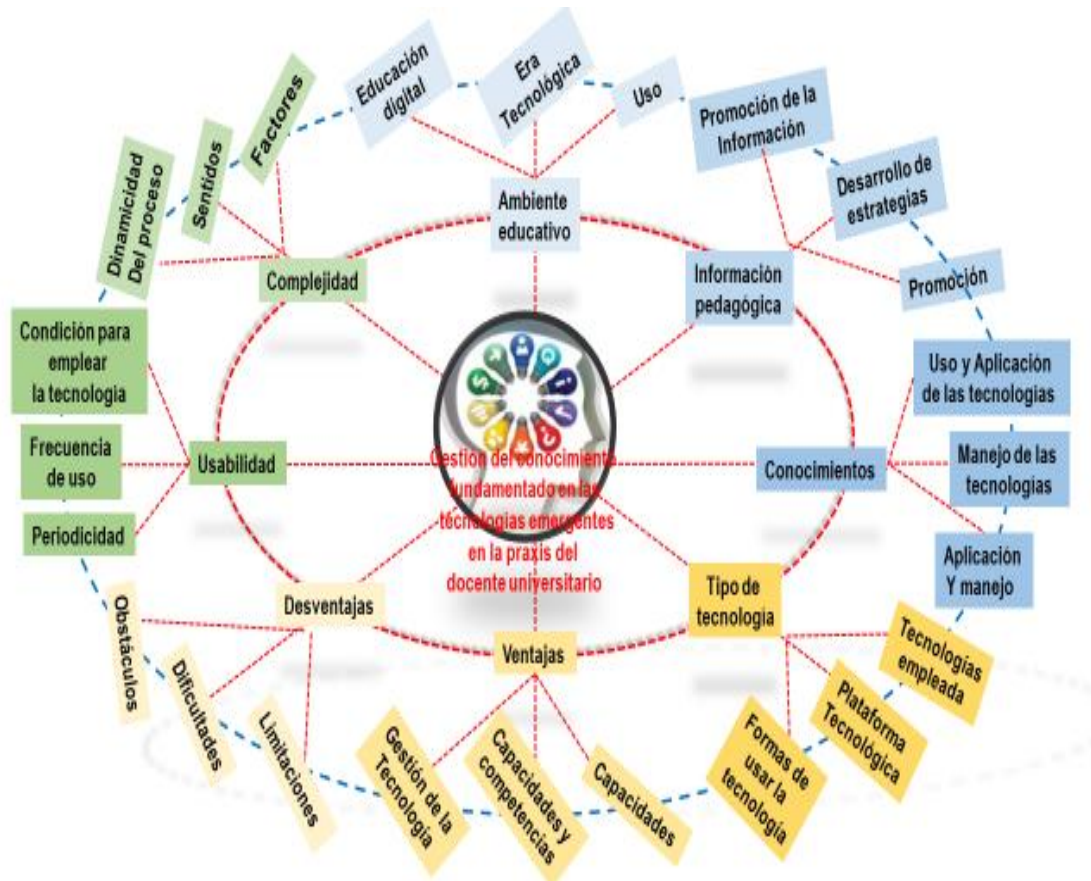 Educación
digital
Era
Tecnológica
Uso
Promoción de la
Información
Desarrollo de
estrategias
Promoción
Factores
Sentidos
Dinamicidad
Del proceso
Ambiente
educativo
Complejidad
Información
pedagógica
Condición para
emplear
la tecnología
Frecuencia
de uso
Periodicidad
Usabilidad
Gestión del conocimiento
fundamentado en las
técnologías emergentes
en la praxis del
docente universitario
Conocimientos
Uso y Aplicación
de las tecnologías
Manejo de las
tecnologías
Aplicación
Y manejo
Desventajas
Ventajas
Tipo de
tecnología
Obstáculos
Dificultades
Limitaciones
Gestión de la
Tecnología
Capacidades y
competencias
Capacidades
Formas de
usar la
tecnología
Plataforma
Tecnológica
Tecnologías
empleada